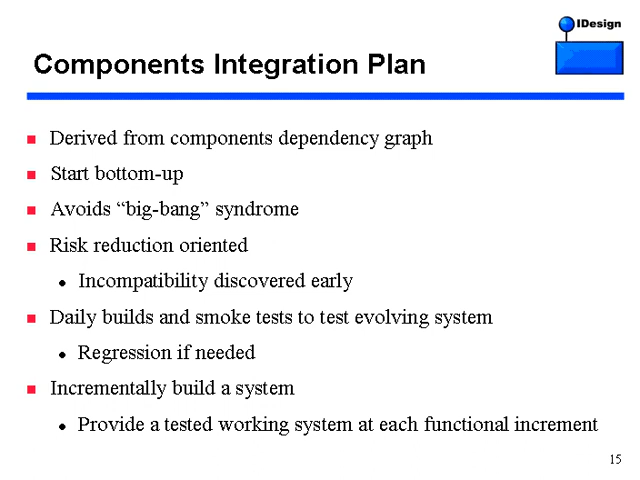 IDesign
Components Integration Plan
Derived from components dependency graph
Start bottom-up
Avoids “big-bang” syndrome
Risk reduction oriented
Incompatibility discovered early
Daily builds and smoke tests to test evolving system
Regression if needed
Incrementally build a system
Provide a tested working system at each functional increment
15